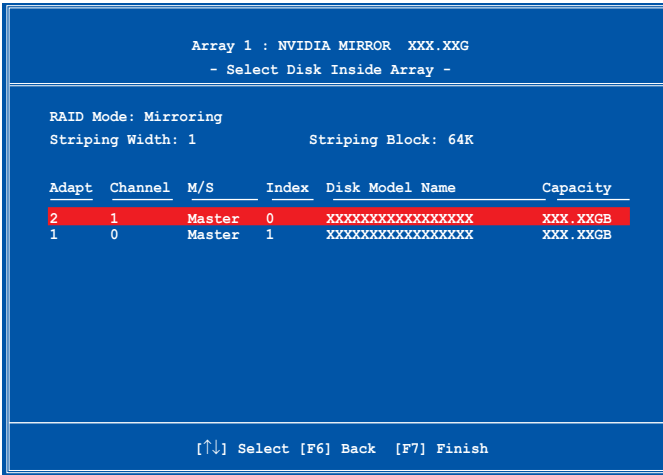 Array 1 : NVIDIA MIRROR XXX.XXG
- Select Disk Inside Array -
RAID Mode: Mirroring
Striping Width: 1 Striping Block: 64K
Adapt Channel M/S Index Disk Model Name Capacity
2 1 Master 0 XXXXXXXXXXXXXXXXX XXX.XXGB
1 0 Master 1 XXXXXXXXXXXXXXXXX XXX.XXGB
[↑↓] Select [F6] Back [F7] Finish